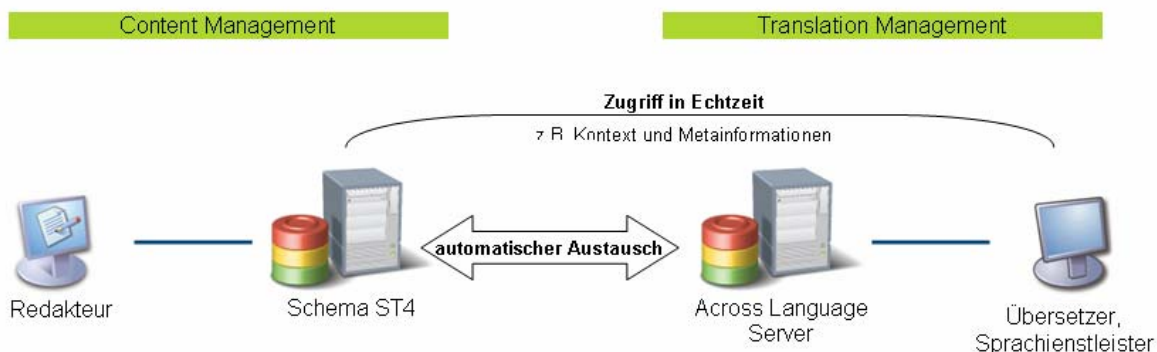 Content Management
Translation Management
Zugriff in Echtzeit
z.B. Kontext und Metainformationen
automatischer Austausch
Redakteur
Schema ST4
Across Language
Server
Übersetzer,
Sprachienstleister